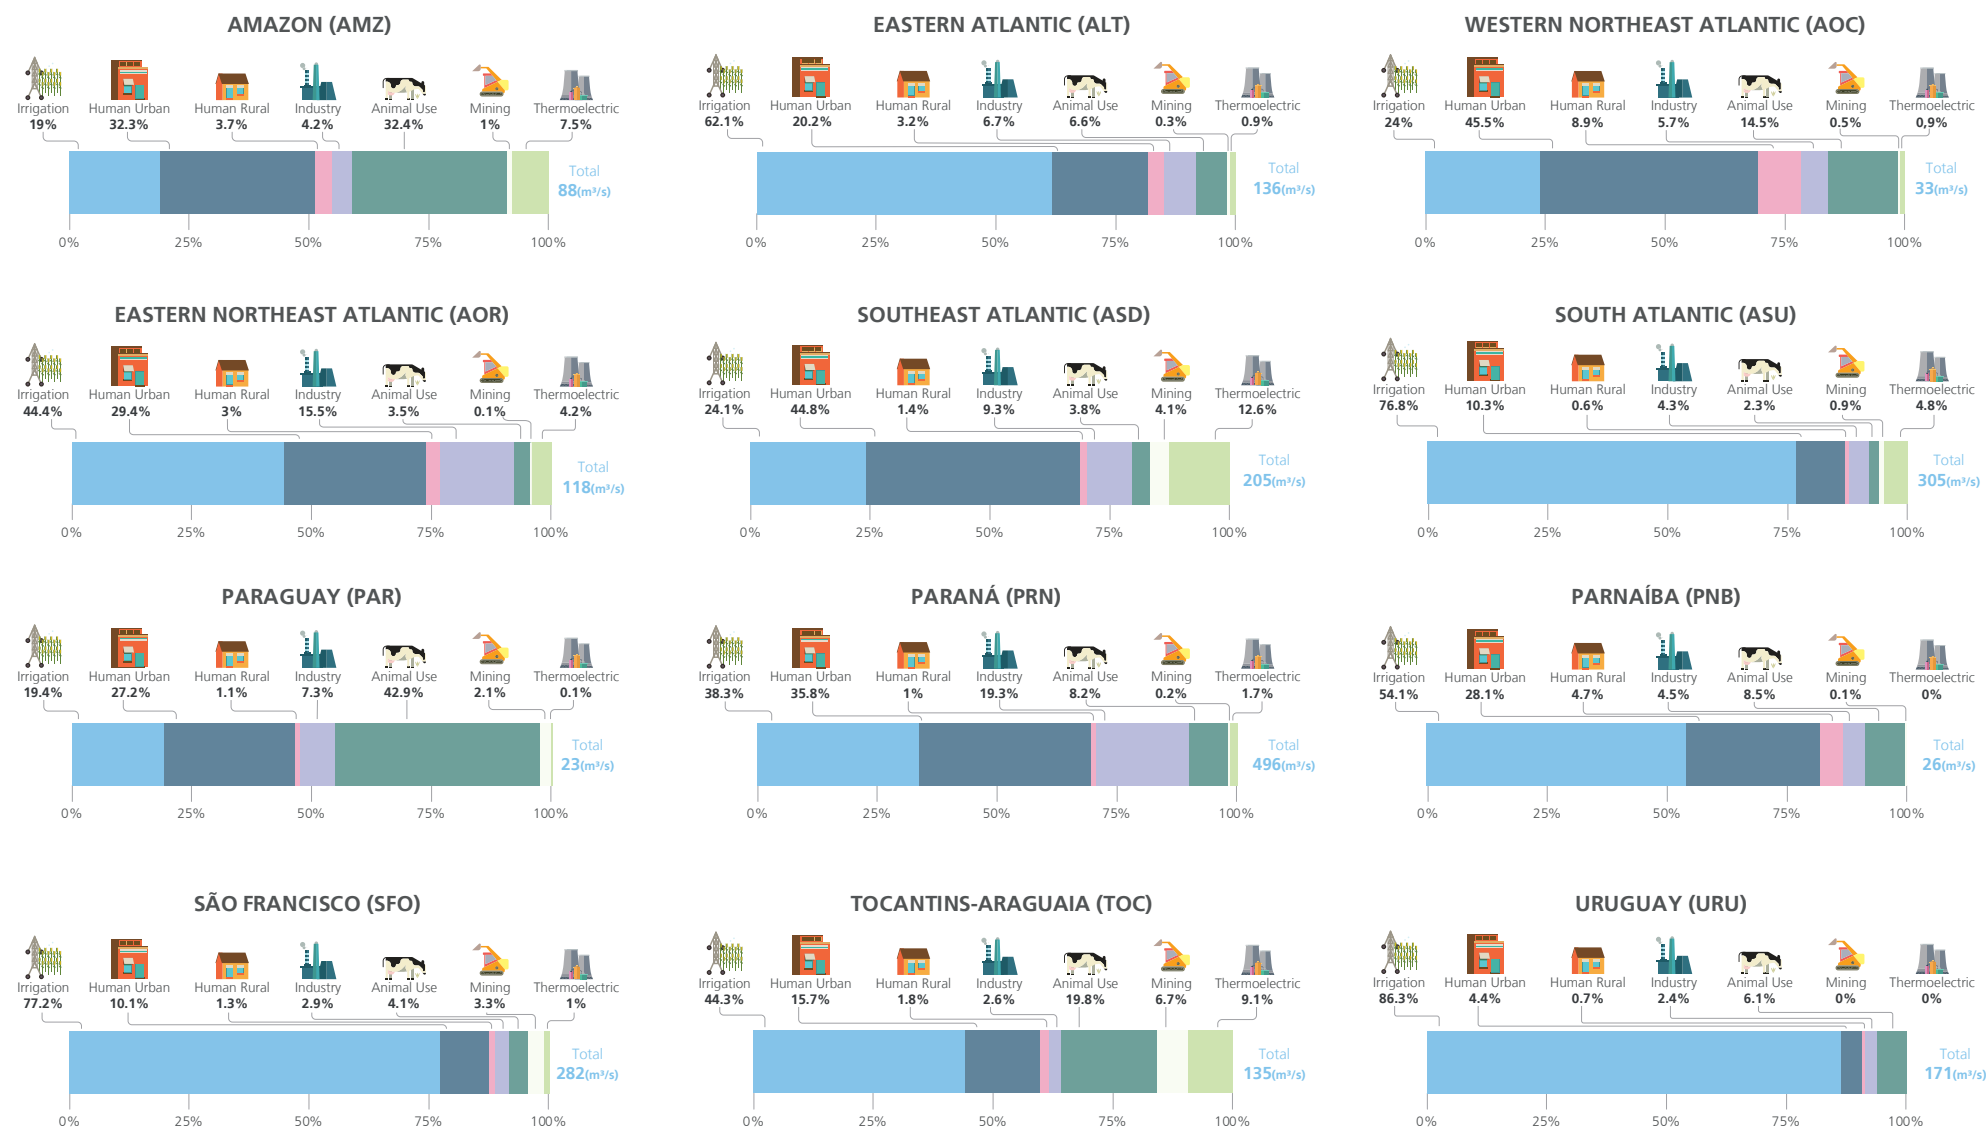 AMAZON (AMZ)
Irrigation Human Urban Human Rural Industry Animal Use Mining Thermoelectric
19% 32.3% 3.7% 4.2% 32.4% 1% 7.5%
Total
88(m³/s)
0% 25% 50% 75% 100%
EASTERN ATLANTIC (ALT)
Irrigation Human Urban Human Rural Industry Animal Use Mining Thermoelectric
62.1% 20.2% 3.2% 6.7% 6.6% 0.3% 0.9%
Total
136(m³/s)
0% 25% 50% 75% 100%
WESTERN NORTHEAST ATLANTIC (AOC)
Irrigation Human Urban Human Rural Industry Animal Use Mining Thermoelectric
24% 45.5% 8.9% 5.7% 14.5% 0.5% 0,9%
Total
33(m³/s)
0% 25% 50% 75% 100%
EASTERN NORTHEAST ATLANTIC (AOR)
Irrigation Human Urban Human Rural Industry Animal Use Mining Thermoelectric
44.4% 29.4% 3% 15.5% 3.5% 0.1% 4.2%
Total
118(m³/s)
0% 25% 50% 75% 100%
SOUTHEAST ATLANTIC (ASD)
Irrigation Human Urban Human Rural Industry Animal Use Mining Thermoelectric
24.1% 44.8% 1.4% 9.3% 3.8% 4.1% 12.6%
Total
205(m³/s)
0% 25% 50% 75% 100%
SOUTH ATLANTIC (ASU)
Irrigation Human Urban Human Rural Industry Animal Use Mining Thermoelectric
76.8% 10.3% 0.6% 4.3% 2.3% 0.9% 4.8%
Total
305(m³/s)
0% 25% 50% 75% 100%
PARAGUAY (PAR)
Irrigation Human Urban Human Rural Industry Animal Use Mining Thermoelectric
19.4% 27.2% 1.1% 7.3% 42.9% 2.1% 0.1%
Total
23(m³/s)
0% 25% 50% 75% 100%
PARANÁ (PRN)
Irrigation Human Urban Human Rural Industry Animal Use Mining Thermoelectric
38.3% 35.8% 1% 19.3% 8.2% 0.2% 1.7%
Total
496(m³/s)
0% 25% 50% 75% 100%
PARNAÍBA (PNB)
Irrigation Human Urban Human Rural Industry Animal Use Mining Thermoelectric
54.1% 28.1% 4.7% 4.5% 8.5% 0.1% 0%
Total
26(m³/s)
0% 25% 50% 75% 100%
SÃO FRANCISCO (SFO)
Irrigation Human Urban Human Rural Industry Animal Use Mining Thermoelectric
77.2% 10.1% 1.3% 2.9% 4.1% 3.3% 1%
Total
282(m³/s)
0% 25% 50% 75% 100%
TOCANTINS-ARAGUAIA (TOC)
Irrigation Human Urban Human Rural Industry Animal Use Mining Thermoelectric
44.3% 15.7% 1.8% 2.6% 19.8% 6.7% 9.1%
Total
135(m³/s)
0% 25% 50% 75% 100%
URUGUAY (URU)
Irrigation Human Urban Human Rural Industry Animal Use Mining Thermoelectric
86.3% 4.4% 0.7% 2.4% 6.1% 0% 0%
Total
171(m³/s)
0% 25% 50% 75% 100%